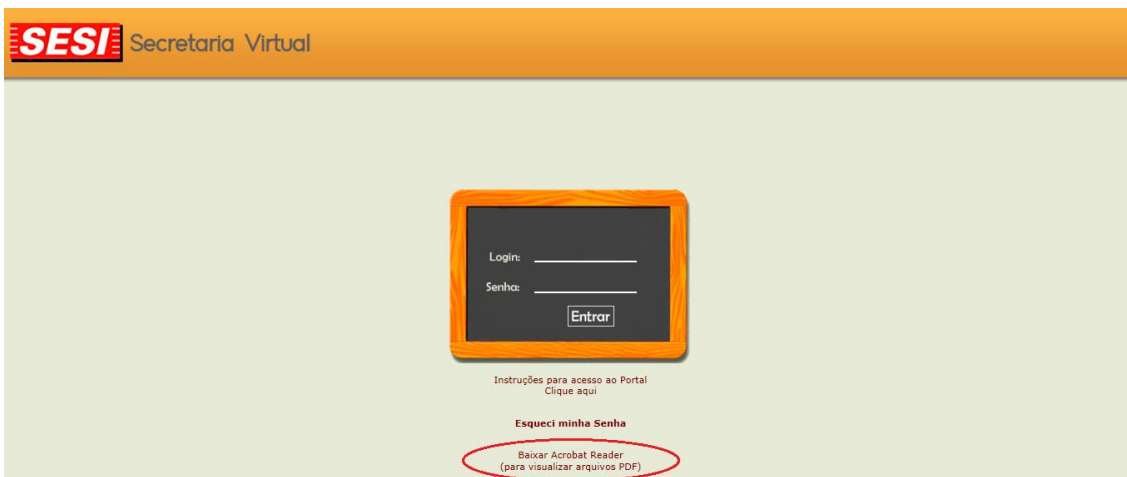 SESI Secretaria Virtual
Login:
Senha:
Entrar
Instruções para acesso ao Portal
Clique aqui
Esqueci minha Senha
Baixar Acrobat Reader
(para visualizar arquivos PDF)